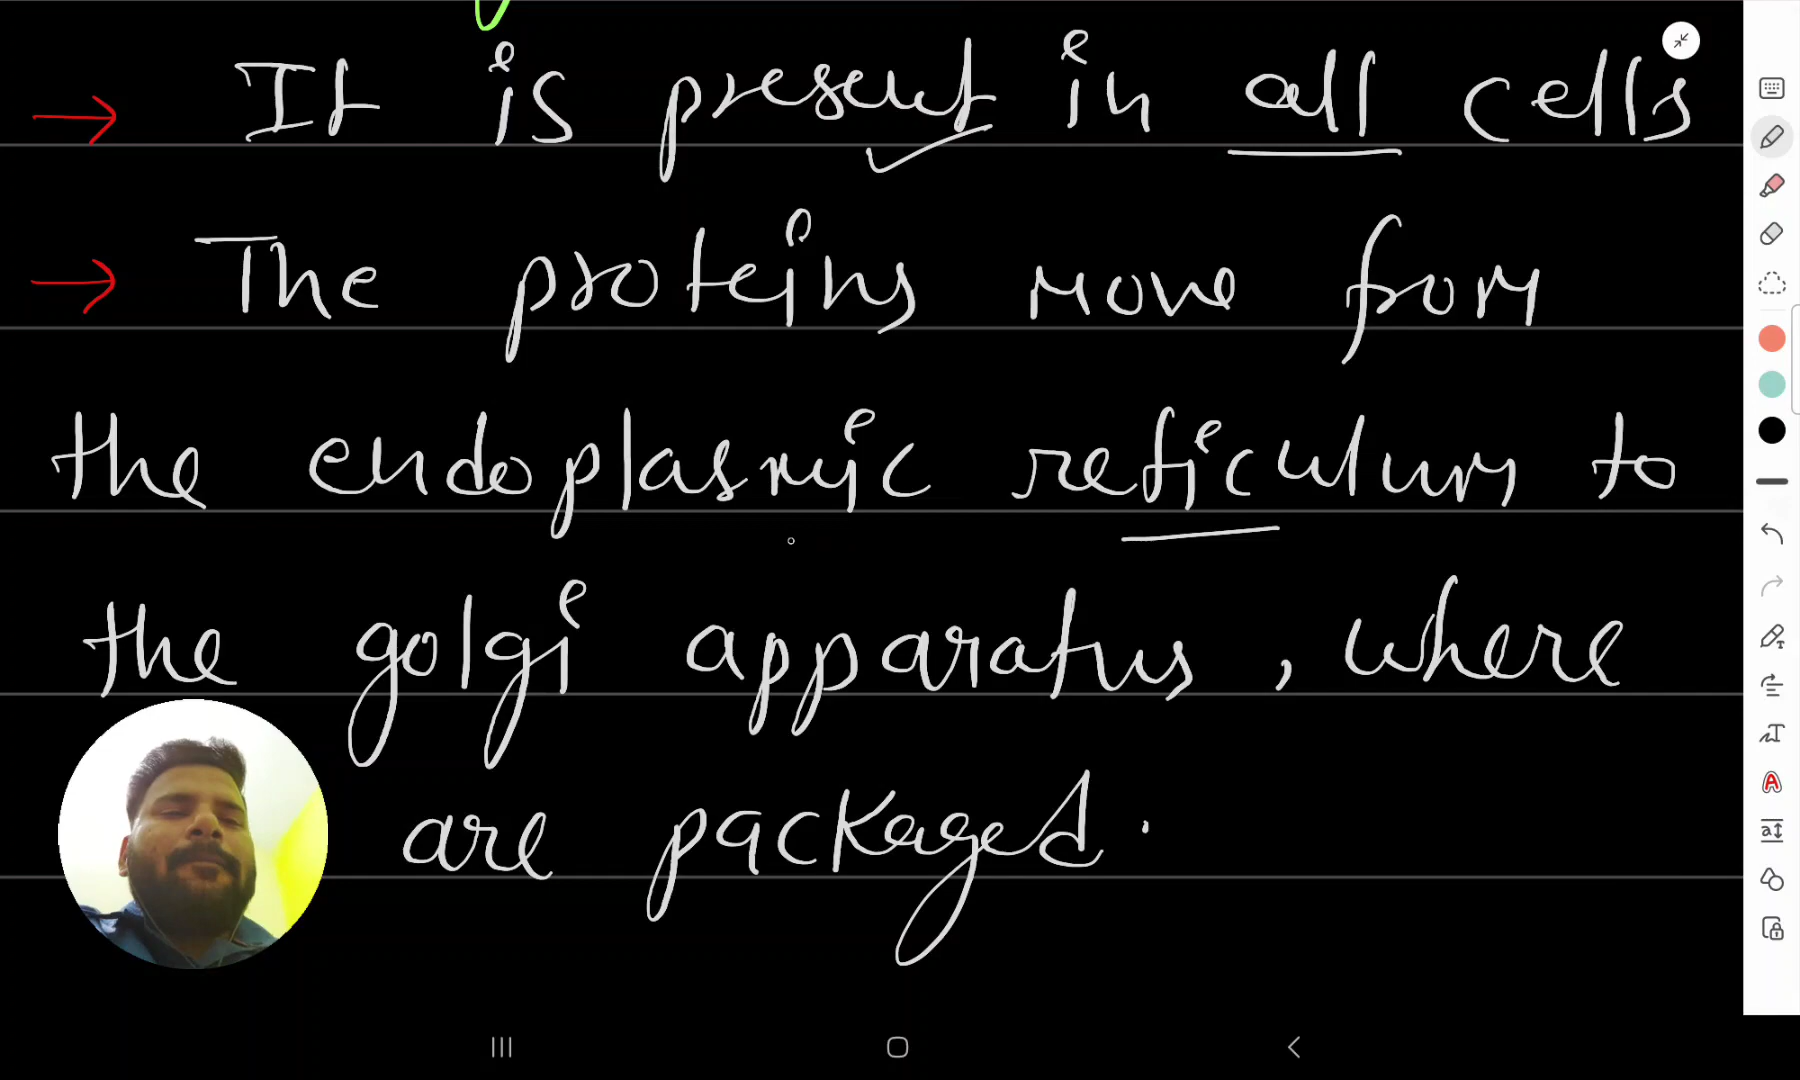 → It is present in all cells
→ The proteins move from
the endoplasmic reticulum to
the golgi apparatus, where
are packaged.